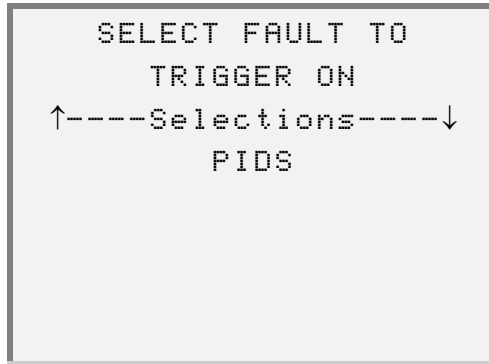 SELECT FAULT TO
TRIGGER ON
↑----Selections----↓
PIDS